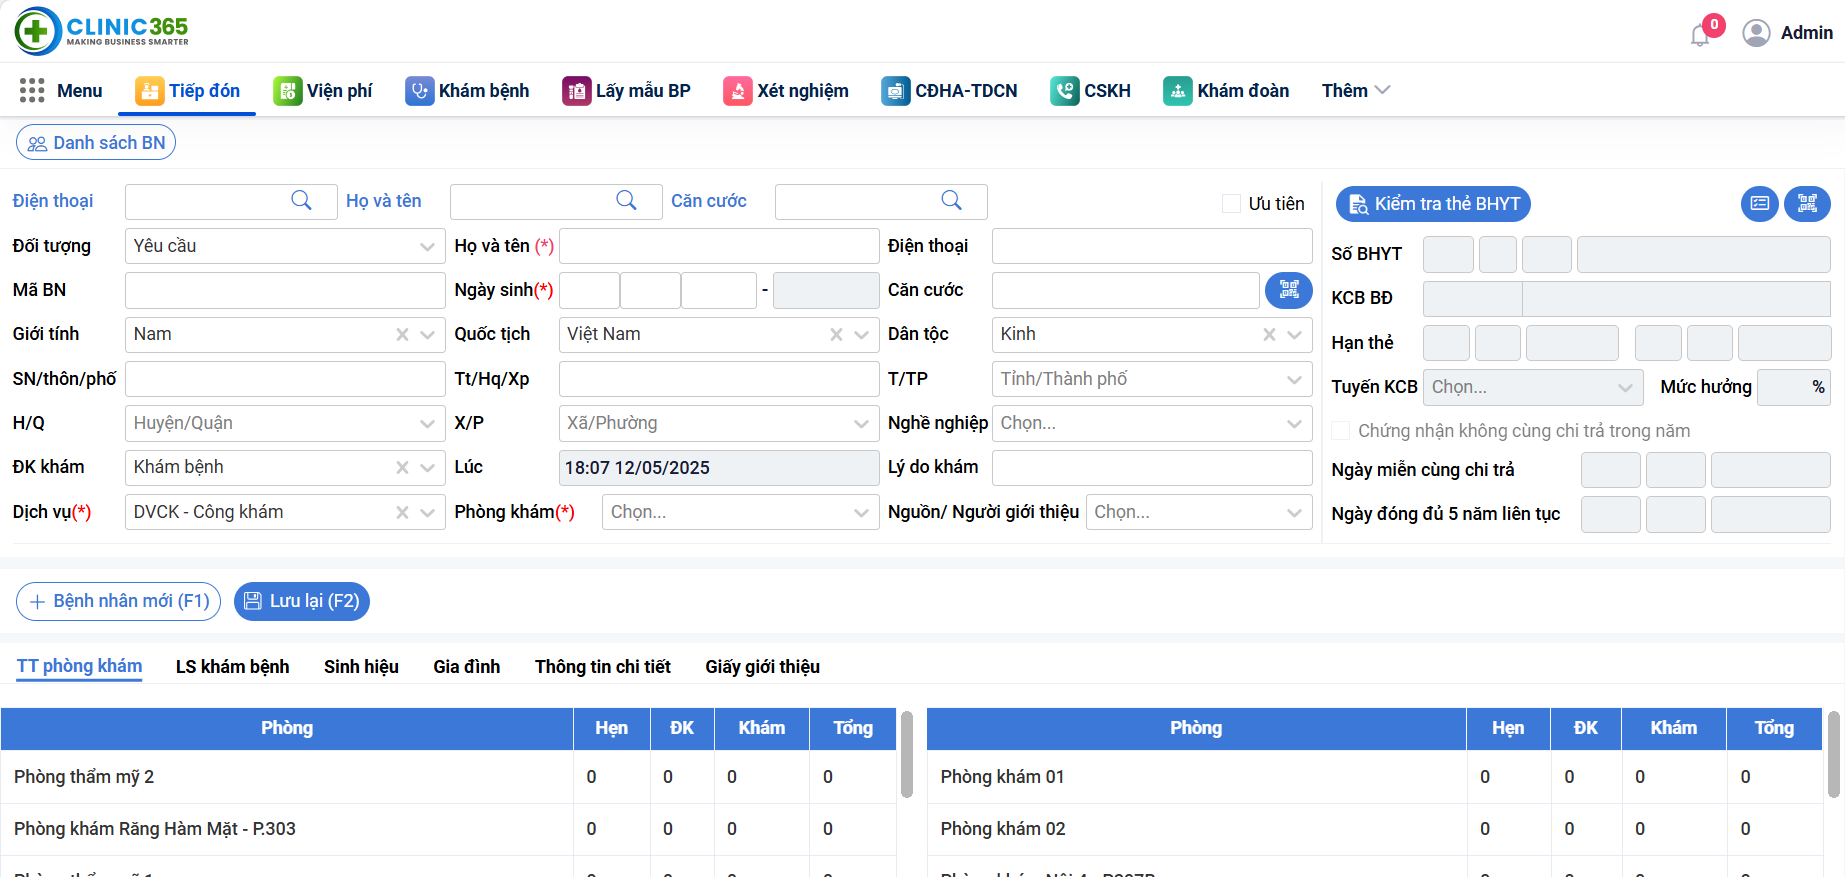 CLINIC365
MAKING BUSINESS SMARTER
0
Admin
Menu Tiếp đón Viện phí Khám bệnh Lấy mẫu BP Xét nghiệm CĐHA-TDCN CSKH Khám đoàn Thêm
Danh sách BN
Điện thoại Họ và tên Căn cước Ưu tiên Kiểm tra thẻ BHYT
Đối tượng Yêu cầu Họ và tên (*) Điện thoại Số BHYT
Mã BN Ngày sinh(*) - Căn cước KCB BĐ
Giới tính Nam Quốc tịch Việt Nam Dân tộc Kinh Hạn thẻ
SN/thôn/phố Tt/Hq/Xp T/TP Tỉnh/Thành phố Tuyến KCB Chọn... Mức hưởng %
H/Q Huyện/Quận X/P Xã/Phường Nghề nghiệp Chọn... Chứng nhận không cùng chi trả trong năm
ĐK khám Khám bệnh Lúc 18:07 12/05/2025 Lý do khám Ngày miễn cùng chi trả
Dịch vụ(*) DVCK - Công khám Phòng khám(*) Chọn... Nguồn/ Người giới thiệu Chọn... Ngày đóng đủ 5 năm liên tục
Bệnh nhân mới (F1) Lưu lại (F2)
TT phòng khám LS khám bệnh Sinh hiệu Gia đình Thông tin chi tiết Giấy giới thiệu
Phòng Hẹn ĐK Khám Tổng Phòng Hẹn ĐK Khám Tổng
Phòng thẩm mỹ 2 0 0 0 0 Phòng khám 01 0 0 0 0
Phòng khám Răng Hàm Mặt - P.303 0 0 0 0 Phòng khám 02 0 0 0 0